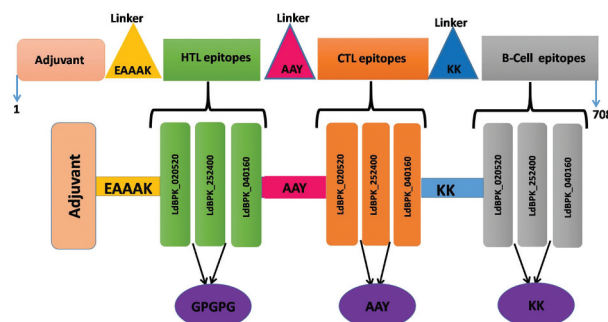 Linker Linker Linker
Adjuvant EAAAK HTL epitopes AAY CTL epitopes KK B-Cell epitopes
1 708
Adjuvant
EAAAK
LdBPK_020520
LdBPK_252400
LdBPK_040160
AAY
LdBPK_020520
LdBPK_252400
LdBPK_040160
KK
LdBPK_020520
LdBPK_252400
LdBPK_040160
GPGPG AAY KK